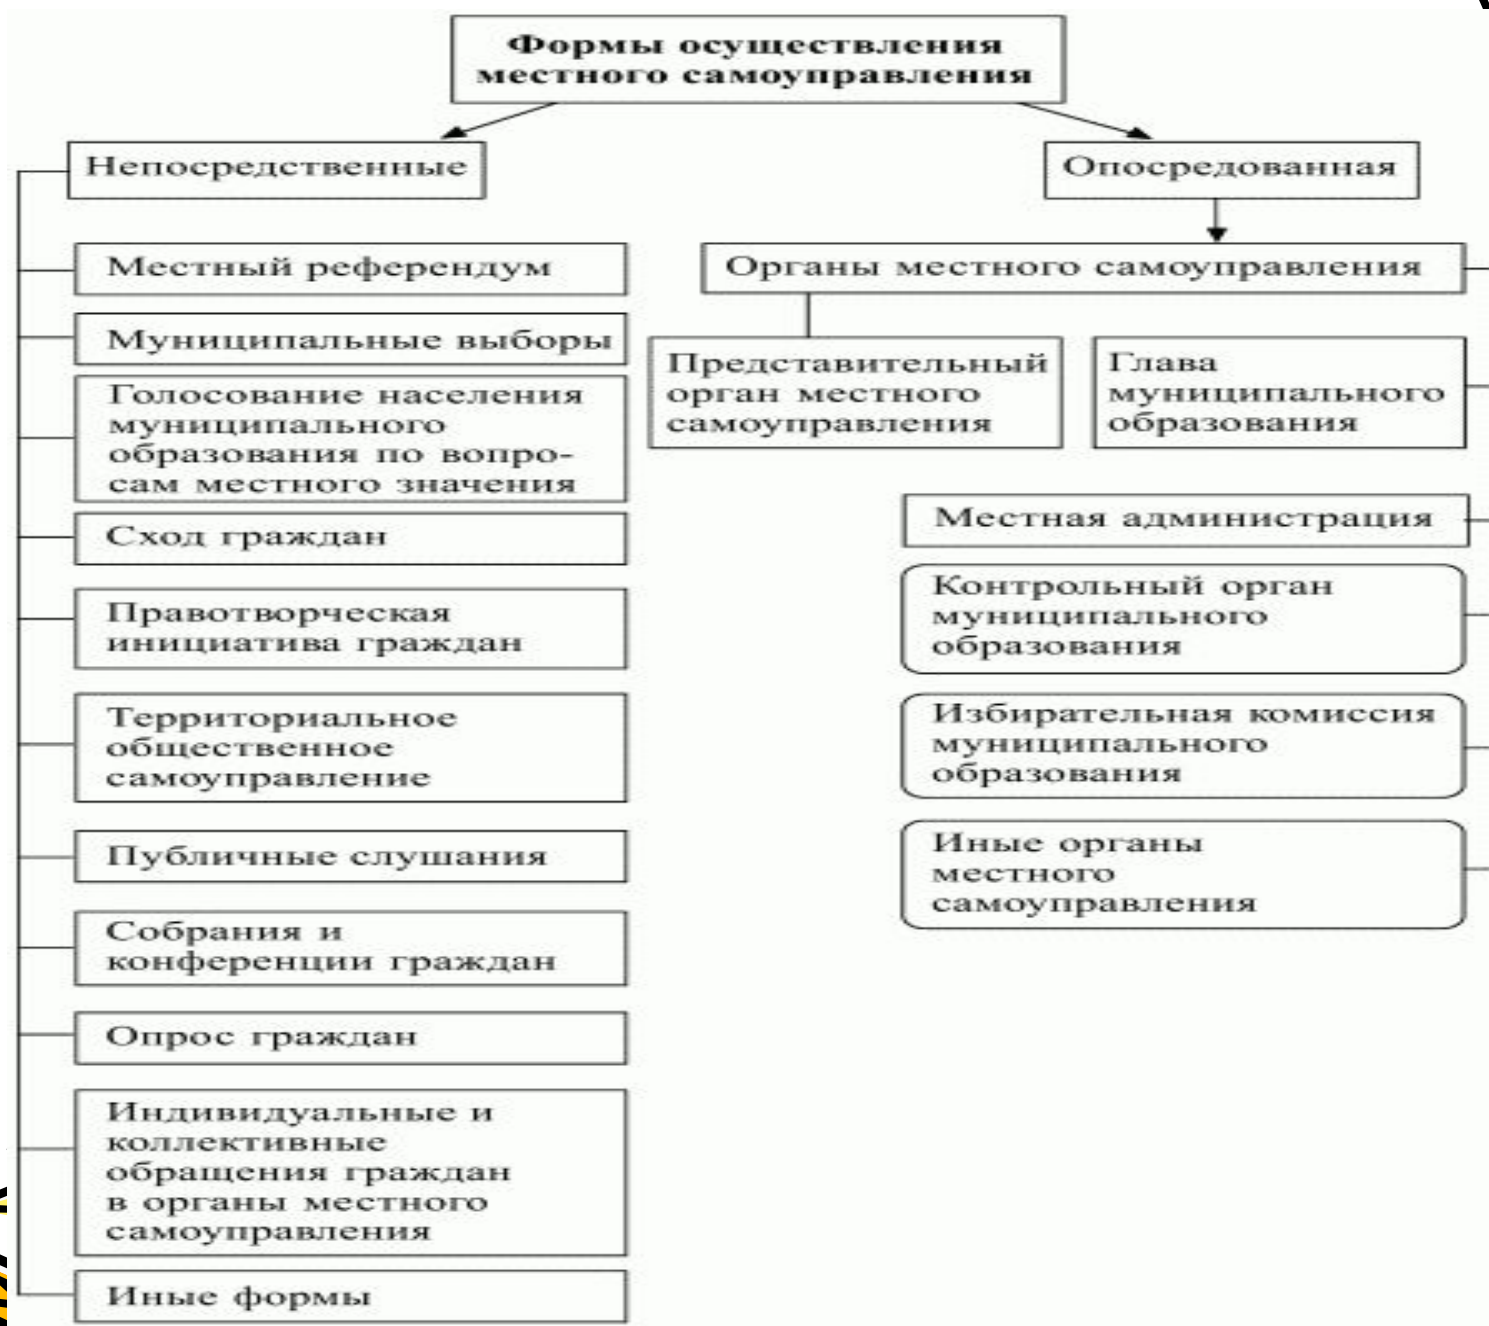 Формы осуществления
местного самоуправления
Непосредственные
Местный референдум
Муниципальные выборы
Голосование населения
муниципального
образования по вопро-
сам местного значения
Сход граждан
Правотворческая
инициатива граждан
Территориальное
общественное
самоуправление
Публичные слушания
Собрания и
конференции граждан
Опрос граждан
Индивидуальные и
коллективные
обращения граждан
в органы местного
самоуправления
Иные формы
Опосредованная
Органы местного самоуправления
Представительный
орган местного
самоуправления
Глава
муниципального
образования
Местная администрация
Контрольный орган
муниципального
образования
Избирательная комиссия
муниципального
образования
Иные органы
местного
самоуправления